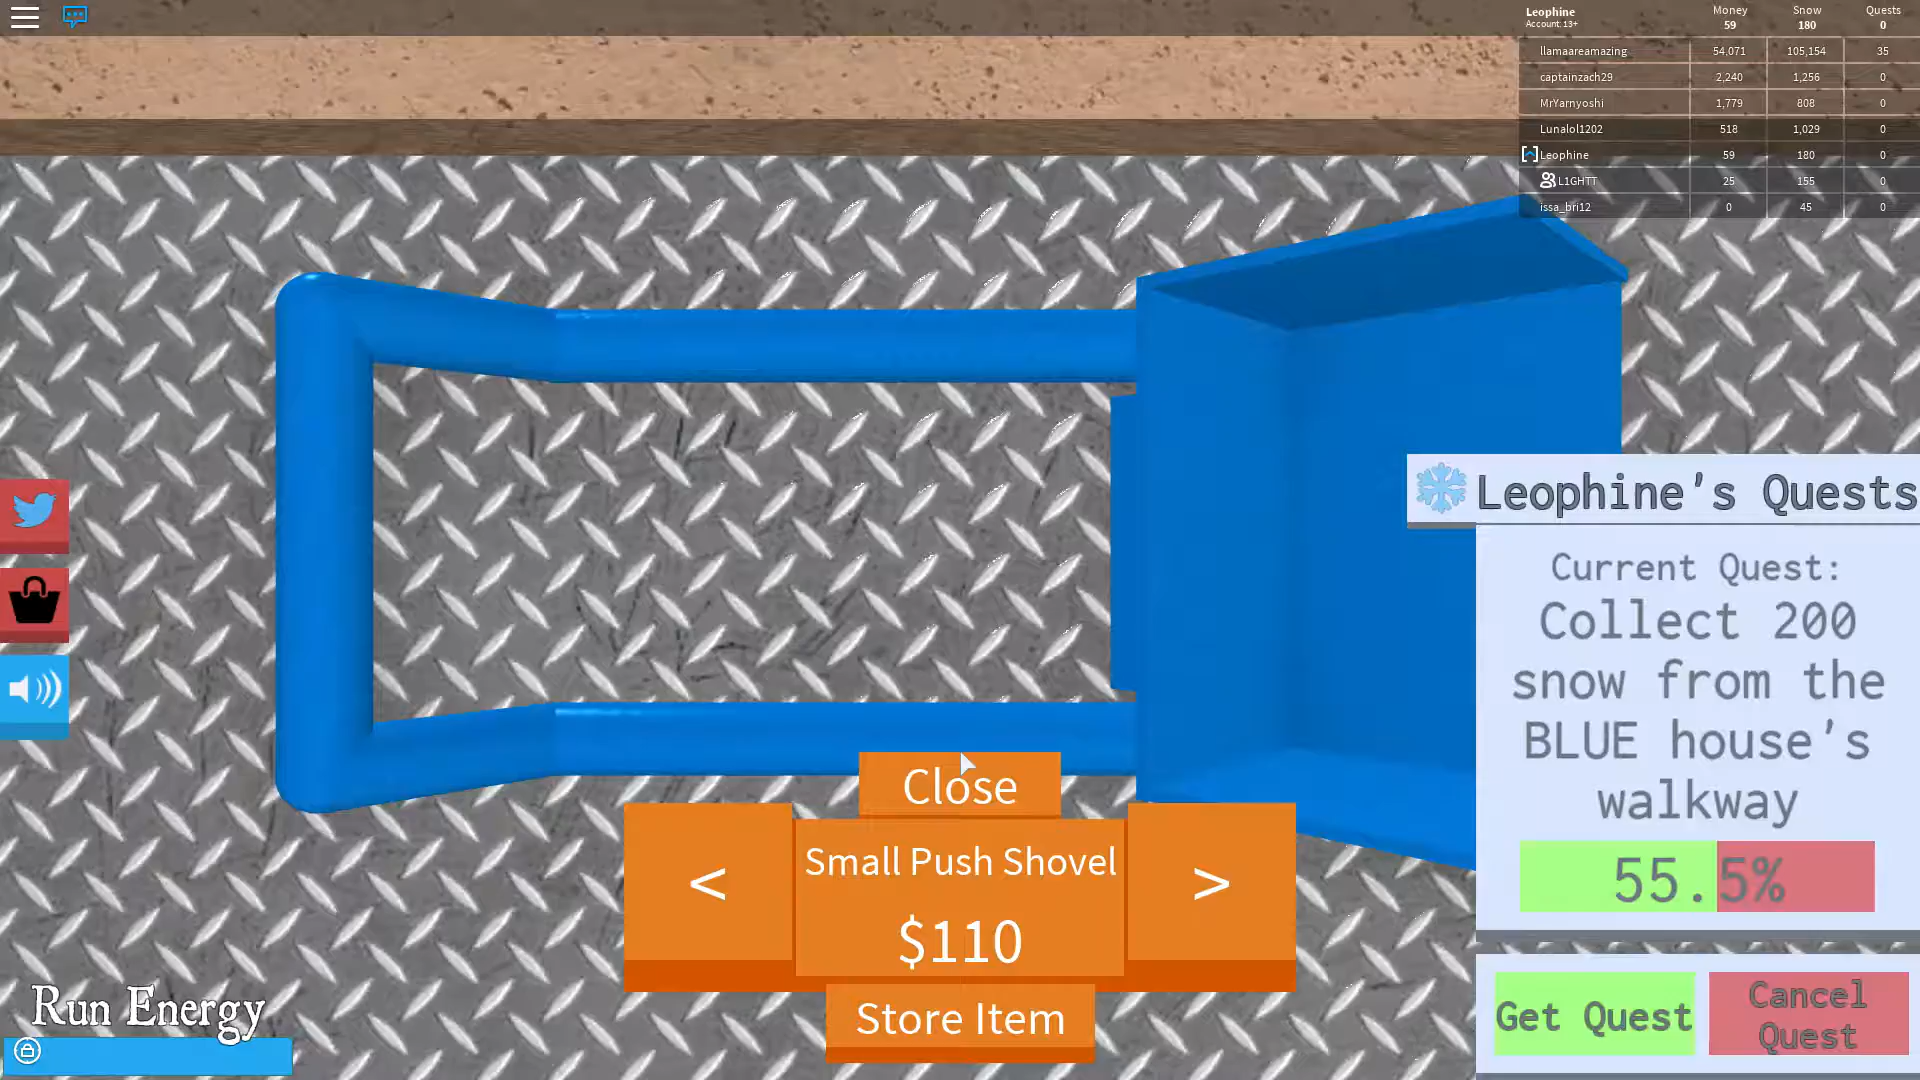 Leophine
Account: 13+
Money
59
Snow
180
Quests
0
llamaareamazing 54,071 105,154 35
captainzach29 2,240 1,256 0
MrYarnyoshi 1,779 808 0
Lunalol1202 518 1,029 0
Leophine 59 180 0
L1GHTT 25 155 0
issa_bri12 0 45 0
Leophine's Quests
Current Quest:
Collect 200
snow from the
BLUE house's
walkway
55.5%
Get Quest
Cancel
Quest
Close
<
Small Push Shovel
$110
>
Store Item
Run Energy